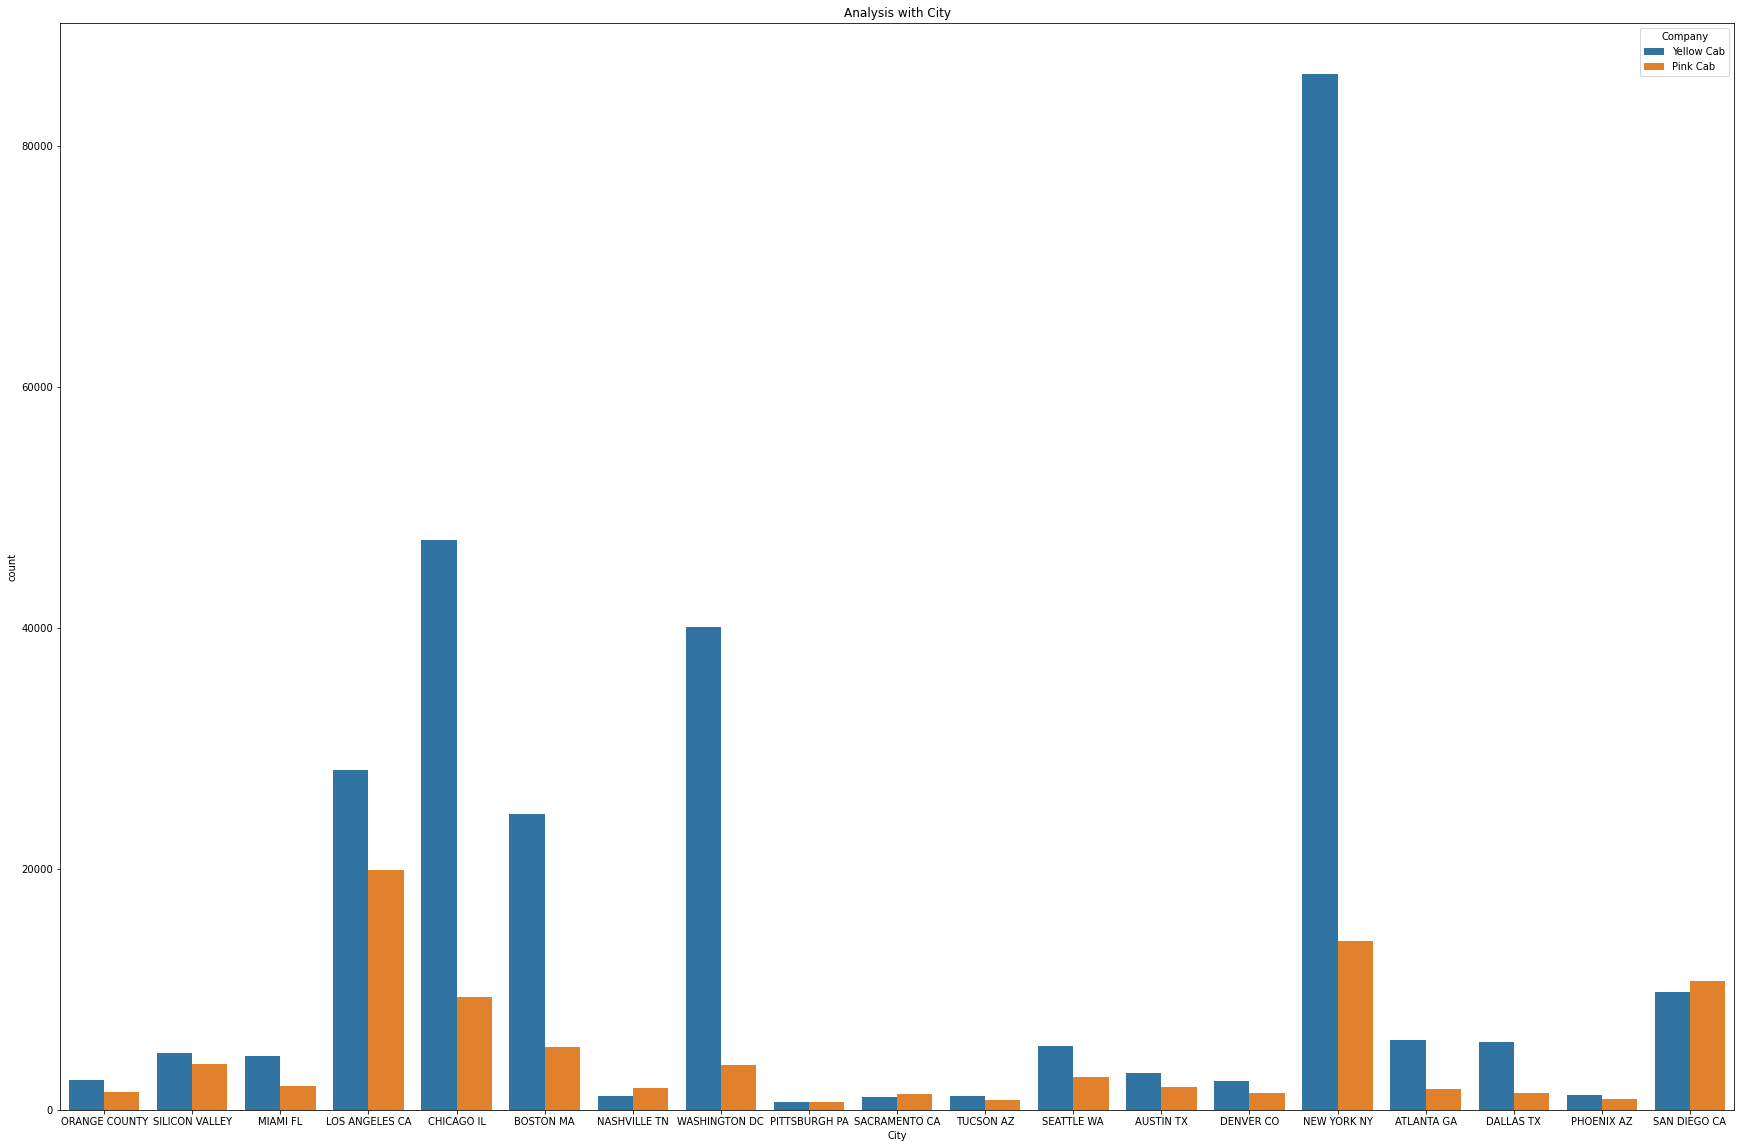 Analysis with City
Company
Yellow Cab
Pink Cab
80000
60000
40000
20000
0
count
ORANGE COUNTY SILICON VALLEY MIAMI FL LOS ANGELES CA CHICAGO IL BOSTON MA NASHVILLE TN WASHINGTON DC PITTSBURGH PA SACRAMENTO CA TUCSON AZ SEATTLE WA AUSTIN TX DENVER CO NEW YORK NY ATLANTA GA DALLAS TX PHOENIX AZ SAN DIEGO CA
City